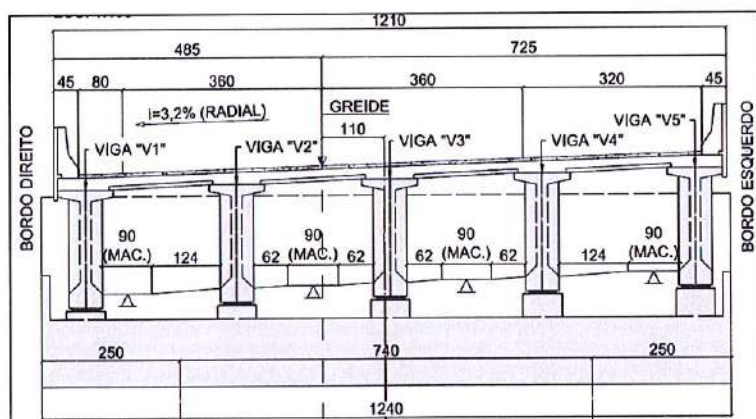 1210
485 725
45 80 360 360 320 45
I=3,2% (RADIAL) GREIDE
110
VIGA "V1" VIGA "V2" VIGA "V3" VIGA "V4" VIGA "V5"
BORDO DIREITO
BORDO ESQUERDO
90 90 90 90
(MAC.) (MAC.) (MAC.) (MAC.)
124 62 62 62 62 124
250 740 250
1240